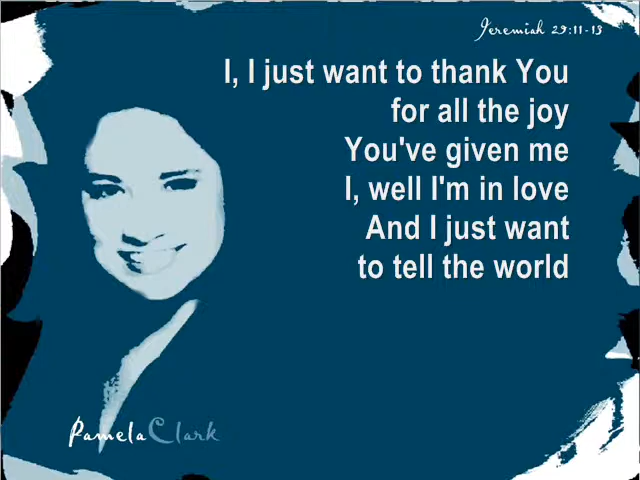 Jeremiah 29:11-13
I, I just want to thank You
for all the joy
You've given me
I, well I'm in love
And I just want
to tell the world
Pamela Clark